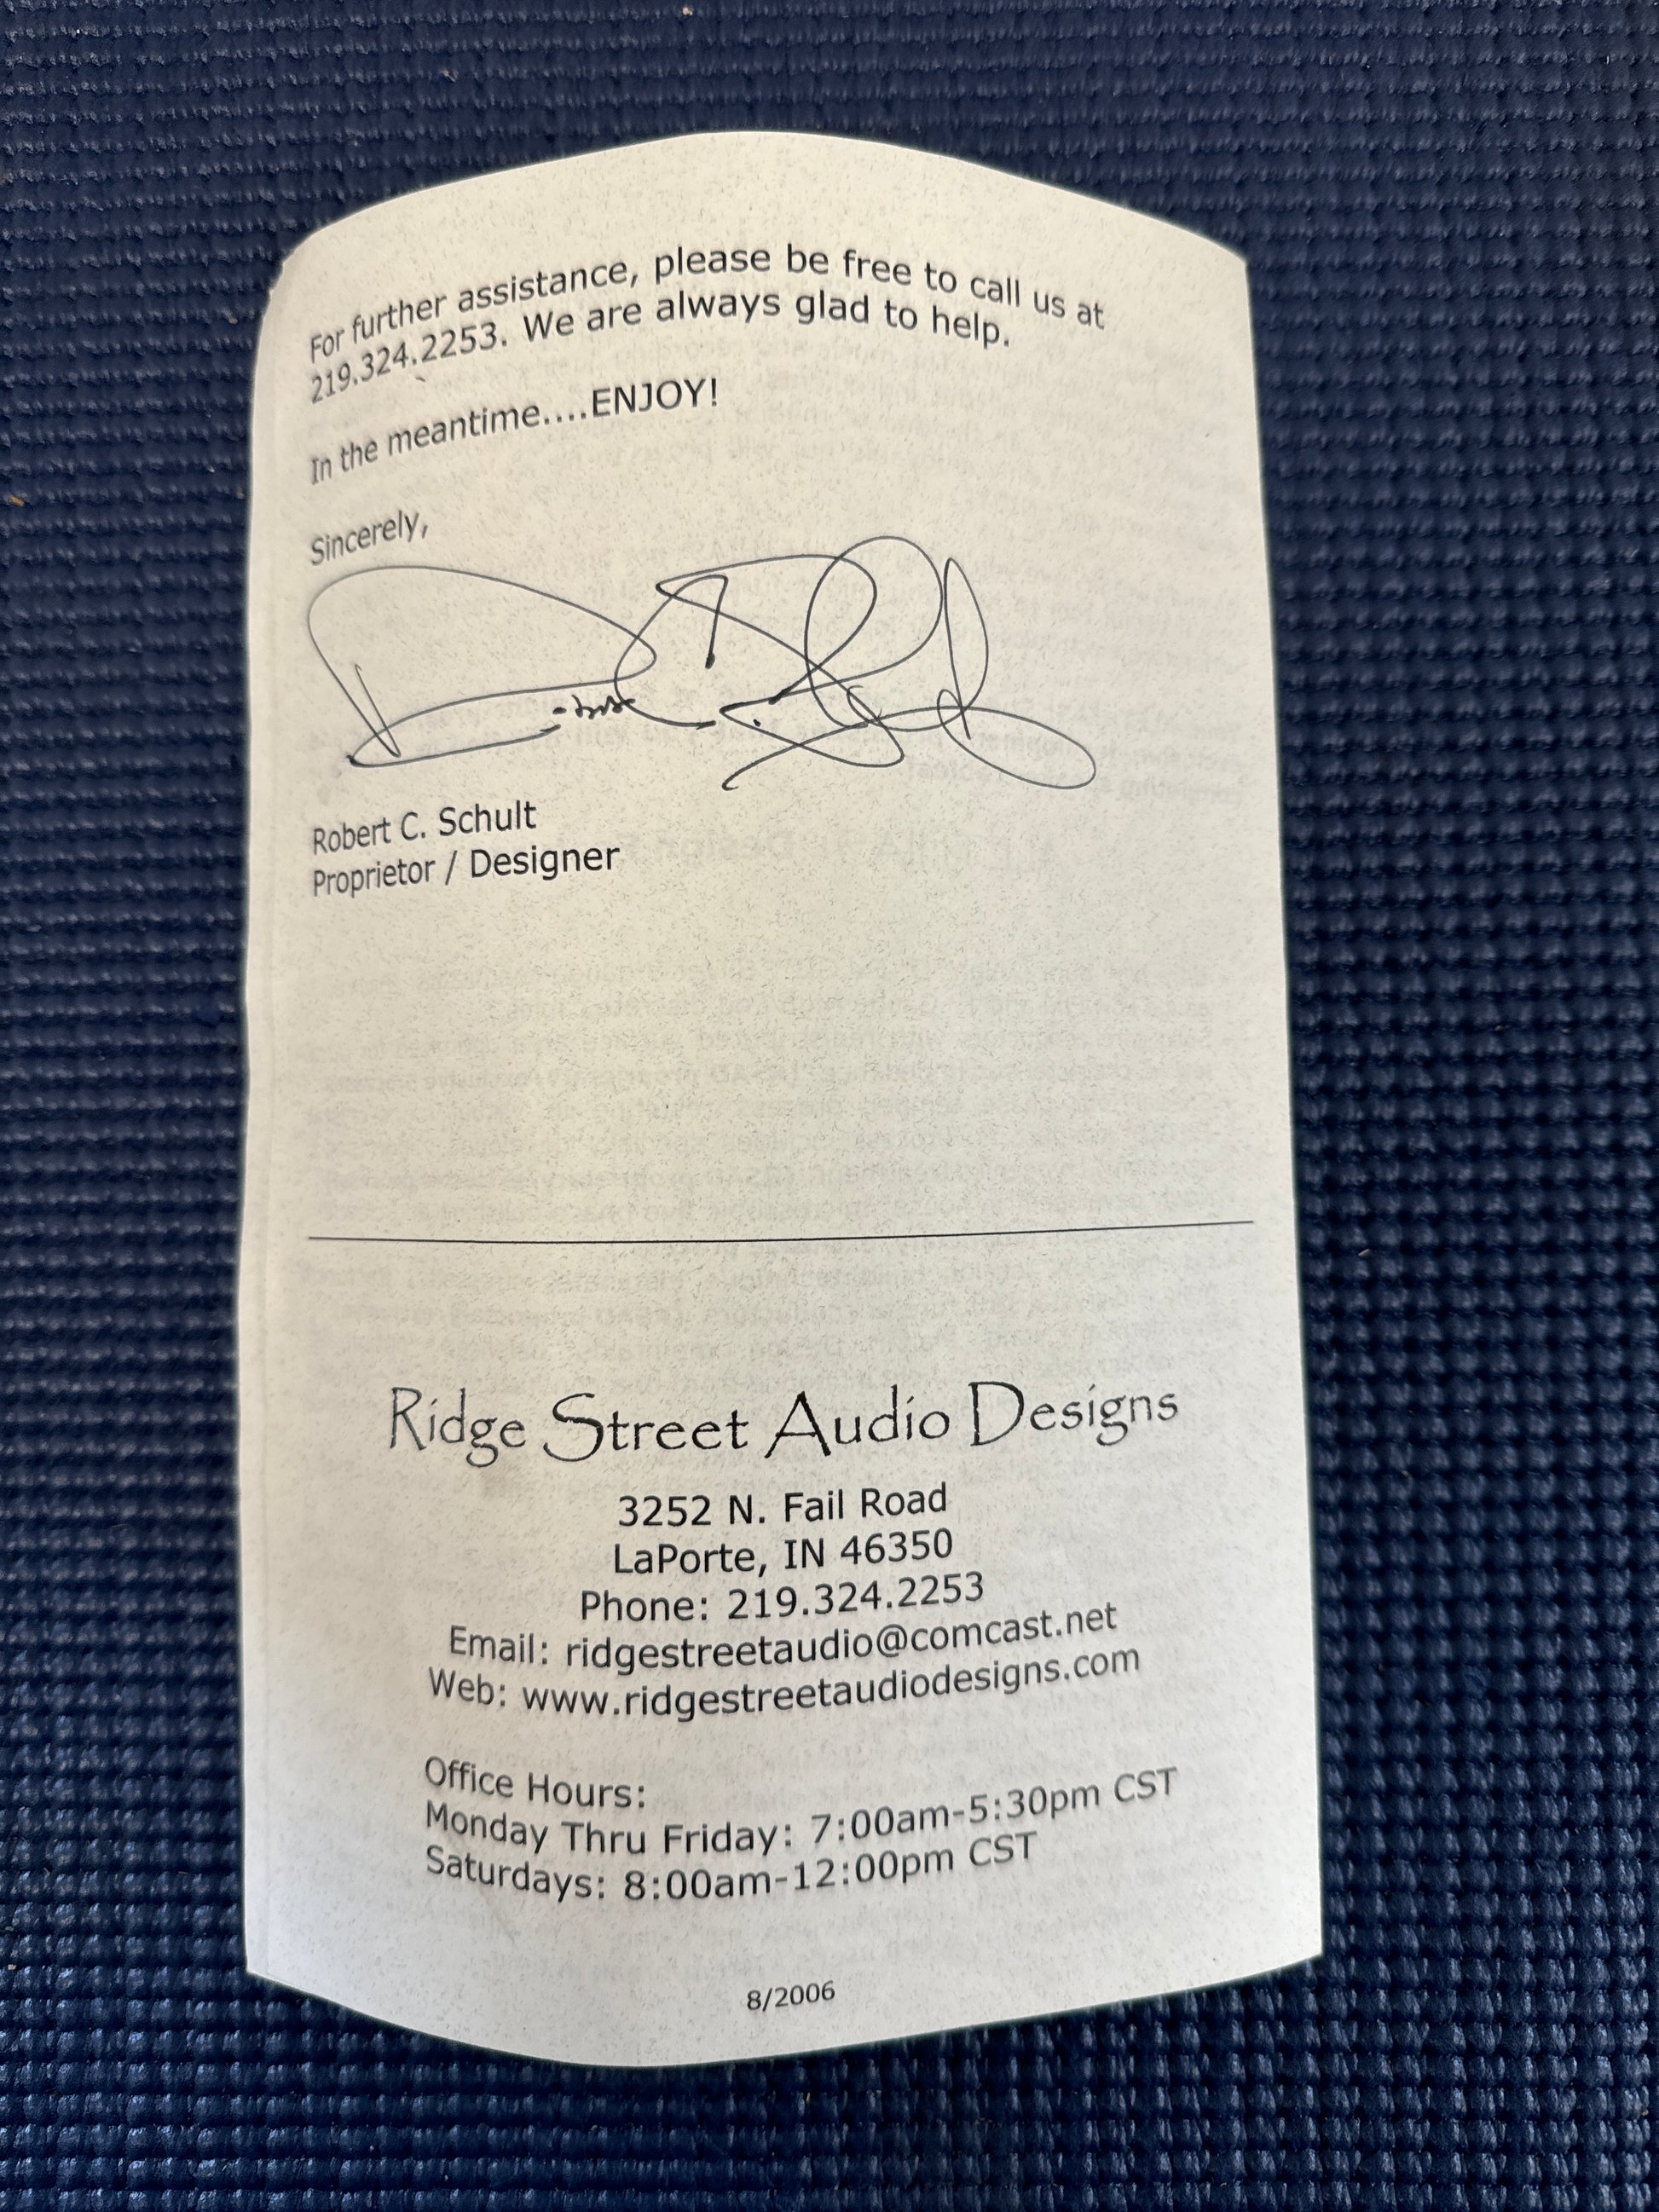 For further assistance, please be free to call us at
219.324.2253. We are always glad to help.
In the meantime....ENJOY!
Sincerely,
Robert C. Schult
Proprietor / Designer
Ridge Street Audio Designs
3252 N. Fail Road
LaPorte, IN 46350
Phone: 219.324.2253
Email: ridgestreetaudio@comcast.net
Web: www.ridgestreetaudiodesigns.com
Office Hours:
Monday Thru Friday: 7:00am-5:30pm CST
Saturdays: 8:00am-12:00pm CST
8/2006